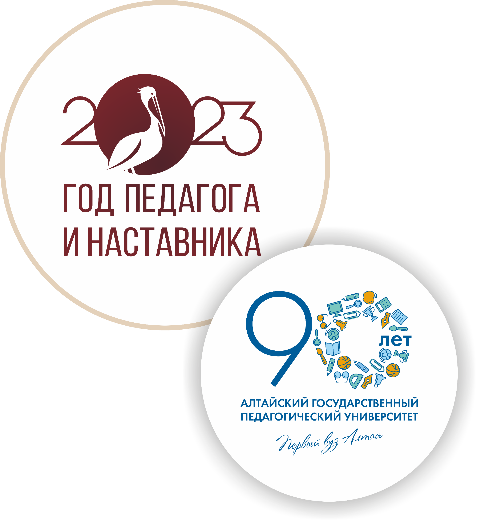 2023
ГОД ПЕДАГОГА
И НАСТАВНИКА
90
лет
АЛТАЙСКИЙ ГОСУДАРСТВЕННЫЙ
ПЕДАГОГИЧЕСКИЙ УНИВЕРСИТЕТ
Первый вуз Алтая